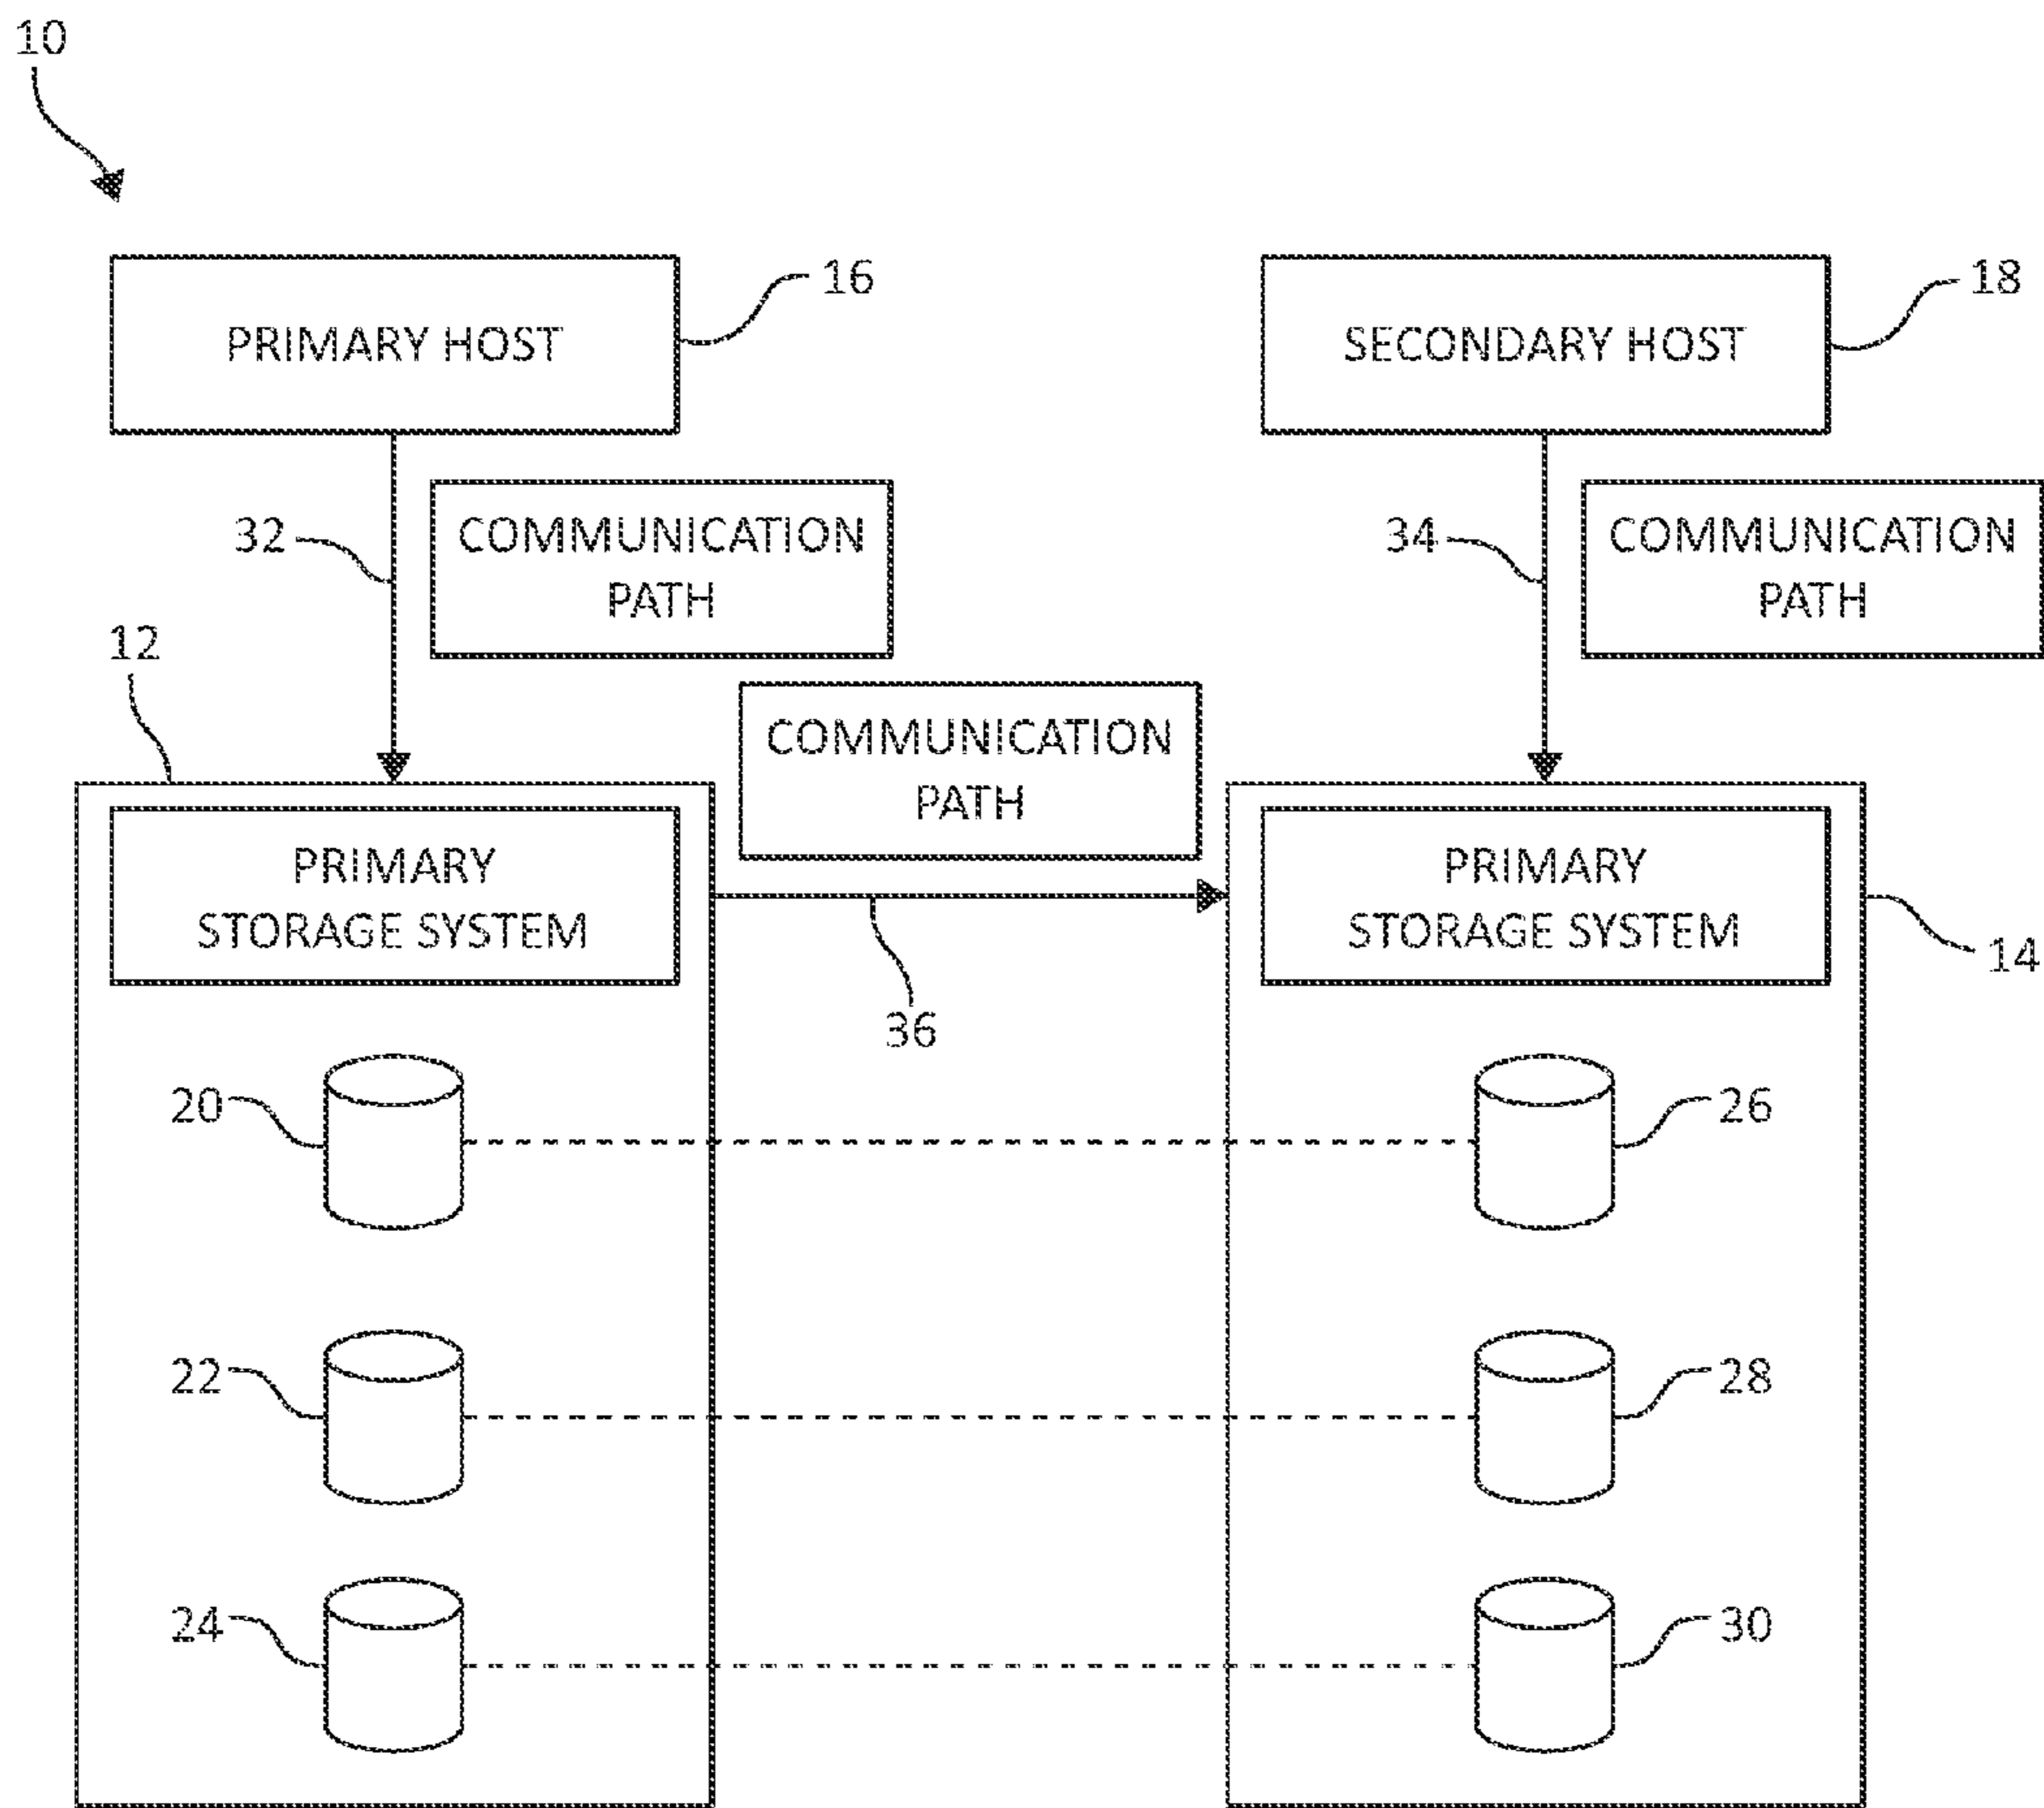 10
PRIMARY HOST
16
SECONDARY HOST
18
32
COMMUNICATION
PATH
34
COMMUNICATION
PATH
12
COMMUNICATION
PATH
PRIMARY
STORAGE SYSTEM
36
PRIMARY
STORAGE SYSTEM
14
20
26
22
28
24
30